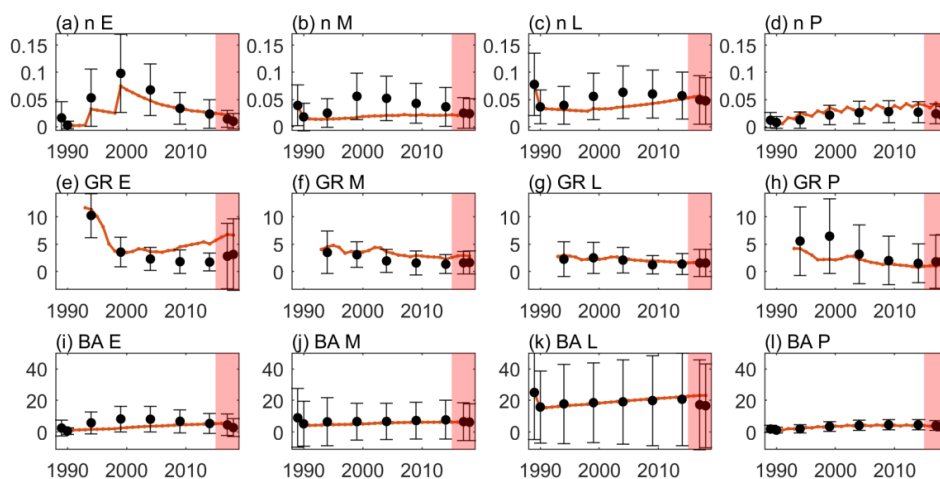 (a) n E (b) n M (c) n L (d) n P
0.15 0.15 0.15 0.15
0.1 0.1 0.1 0.1
0.05 0.05 0.05 0.05
0 0 0 0
1990 2000 2010 1990 2000 2010 1990 2000 2010 1990 2000 2010
(e) GR E (f) GR M (g) GR L (h) GR P
10 10 10 10
5 5 5 5
0 0 0 0
1990 2000 2010 1990 2000 2010 1990 2000 2010 1990 2000 2010
(i) BA E (j) BA M (k) BA L (l) BA P
40 40 40 40
20 20 20 20
0 0 0 0
1990 2000 2010 1990 2000 2010 1990 2000 2010 1990 2000 2010